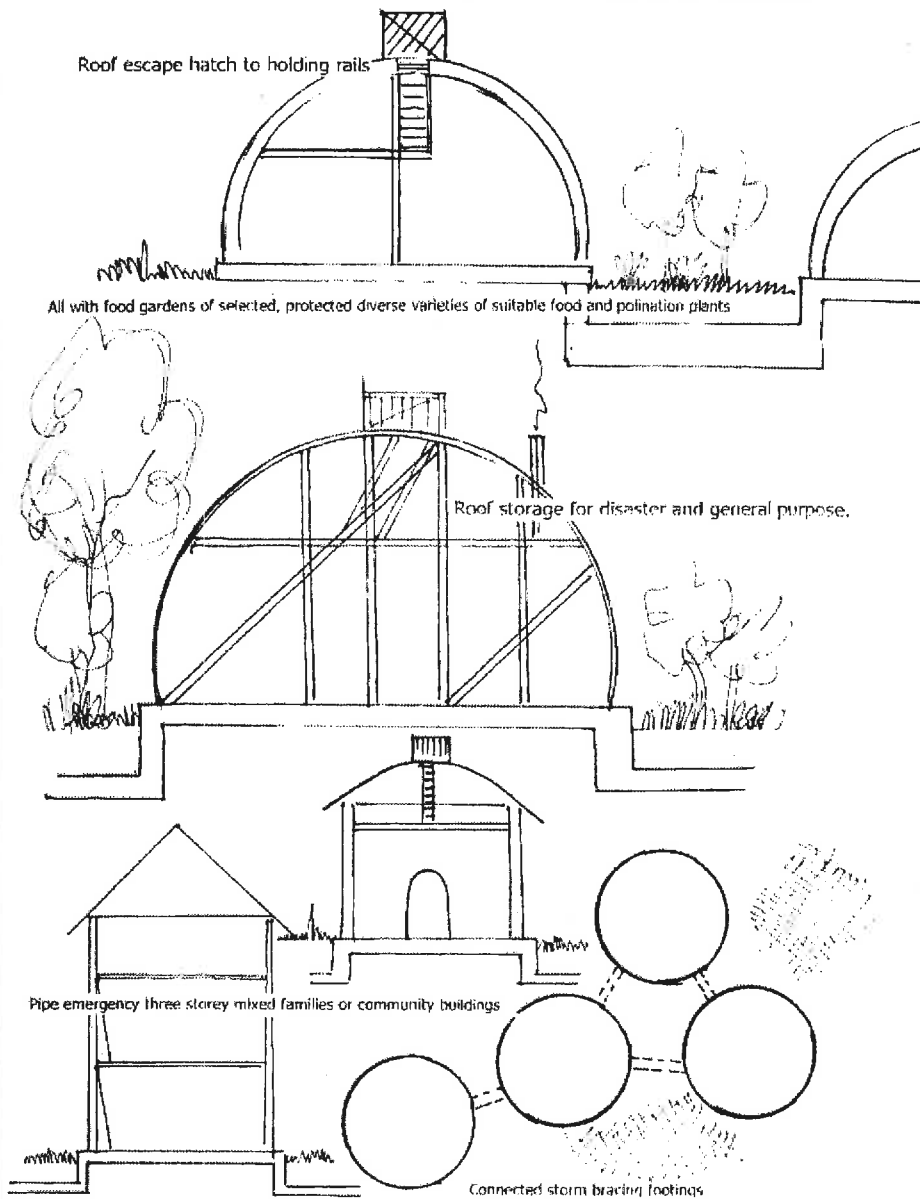 Roof escape hatch to holding rails
All with food gardens of selected, protected diverse varieties of suitable food and polination plants
Roof storage for disaster and general purpose.
Pipe emergency three storey mixed families or community buildings
Connected storm bracing footings